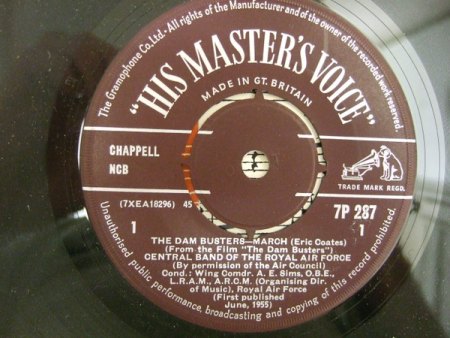 The Gramophone Co. Ltd. · All rights of the Manufacturer and of the owner of the recorded work reserved.
"HIS MASTER'S VOICE"
MADE IN GT. BRITAIN
CHAPPELL
NCB
TRADE MARK REGD.
(7XEA18296) 45
7P 287
1
1
THE DAM BUSTERS—MARCH (Eric Coates)
(From the Film "The Dam Busters")
CENTRAL BAND OF THE ROYAL AIR FORCE
(By permission of the Air Council)
Cond.: Wing Comdr. A. E. Sims, O.B.E.,
L.R.A.M., A.R.C.M. (Organising Dir.
of Music), Royal Air Force
(First published
June, 1955)
Unauthorised public performance, broadcasting and copying of this record prohibited.